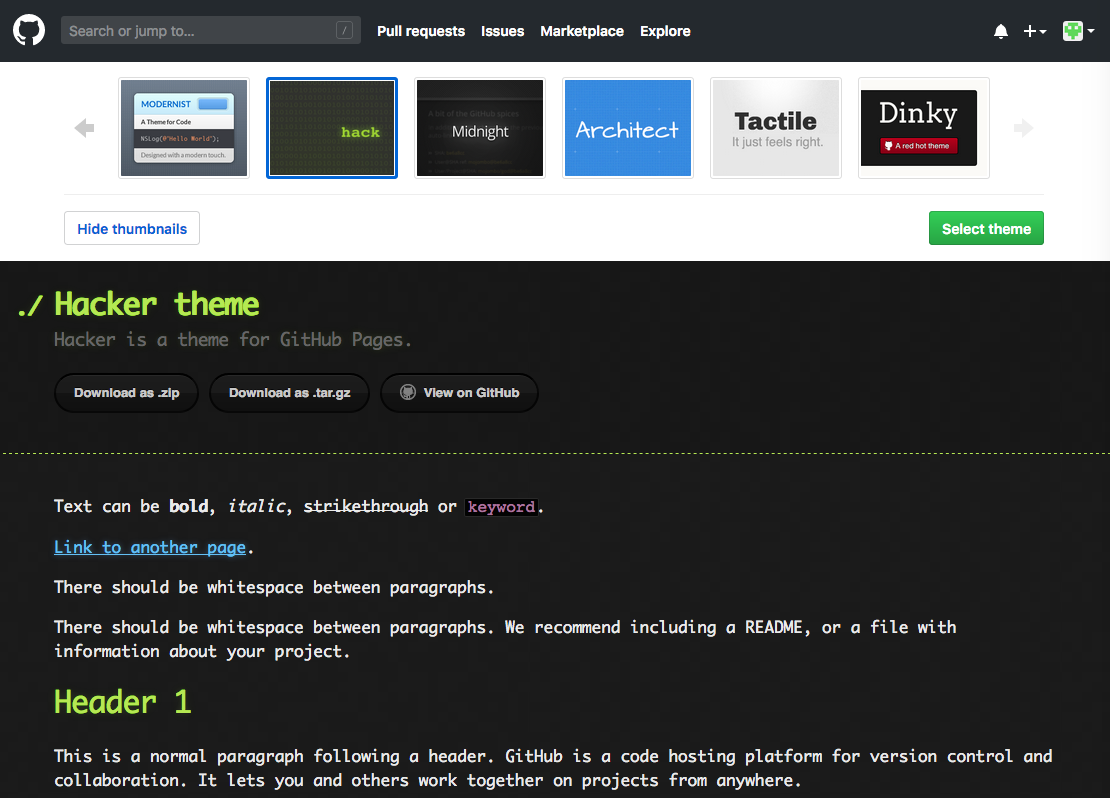 Search or jump to... /
Pull requests Issues Marketplace Explore
MODERNIST
A Theme for Code
NSLog(@"Hello World");
Designed with a modern touch.
hack
Midnight
Architect
Tactile
It just feels right.
Dinky
A red hot theme
Hide thumbnails
Select theme
./ Hacker theme
Hacker is a theme for GitHub Pages.
Download as .zip
Download as .tar.gz
View on GitHub
Text can be bold, italic, strikethrough or keyword.
Link to another page.
There should be whitespace between paragraphs.
There should be whitespace between paragraphs. We recommend including a README, or a file with
information about your project.
Header 1
This is a normal paragraph following a header. GitHub is a code hosting platform for version control and
collaboration. It lets you and others work together on projects from anywhere.